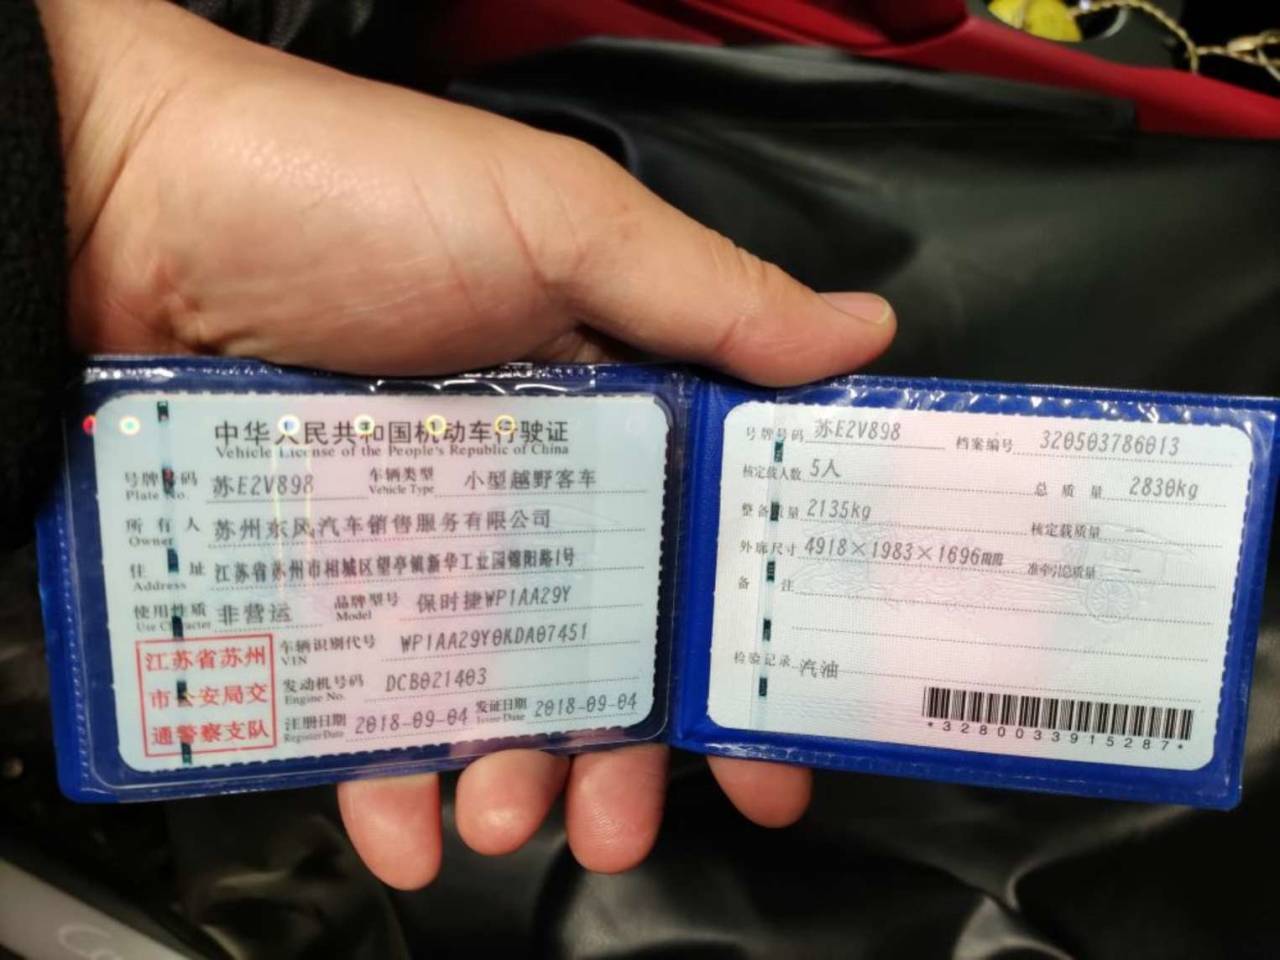 中华人民共和国机动车行驶证
Vehicle License of the People's Republic of China
号牌号码 苏E2V898 车辆类型 小型越野客车
Plate No. Vehicle Type
所有人 苏州东风汽车销售服务有限公司
Owner
住址 江苏省苏州市相城区望亭镇新华工业园锦阳路1号
Address
使用性质 非营运 品牌型号 保时捷WP1AA29Y
Use Character Model
车辆识别代号 WP1AA29Y0KDA07451
VIN
发动机号码 DCB021403
Engine No.
注册日期 2018-09-04 发证日期 2018-09-04
Register Date Issue Date
江苏省苏州
市公安局交
通警察支队
号牌号码 苏E2V898 档案编号 320503786013
核定载人数 5人 总质量 2830kg
整备质量 2135kg 核定载质量 --
外廓尺寸 4918×1983×1696 准牵引总质量 --
备注
检验记录 汽油
*3280033915287*